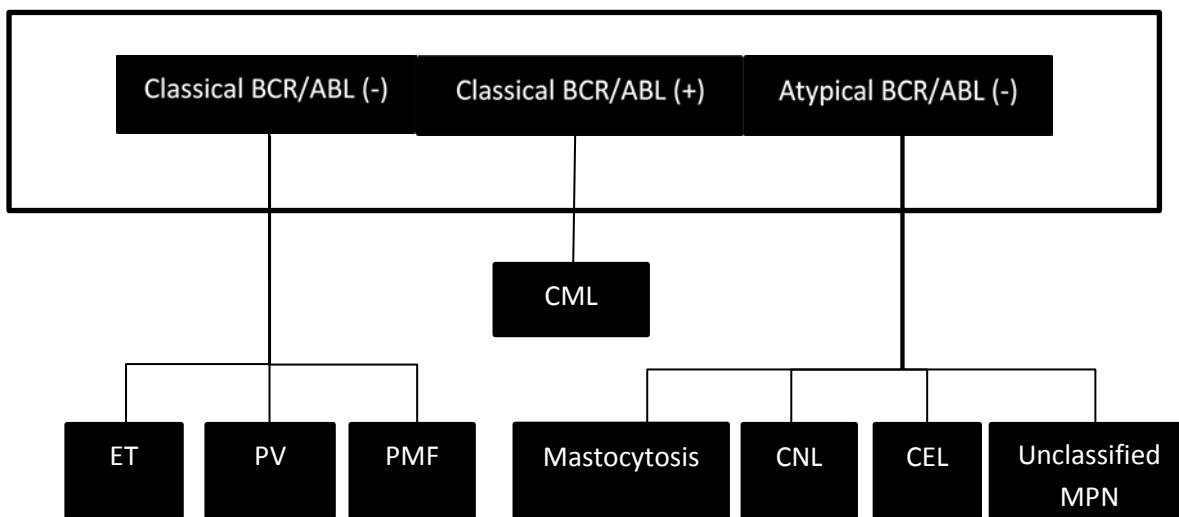 Classical BCR/ABL (-)
Classical BCR/ABL (+)
Atypical BCR/ABL (-)
CML
ET
PV
PMF
Mastocytosis
CNL
CEL
Unclassified
MPN